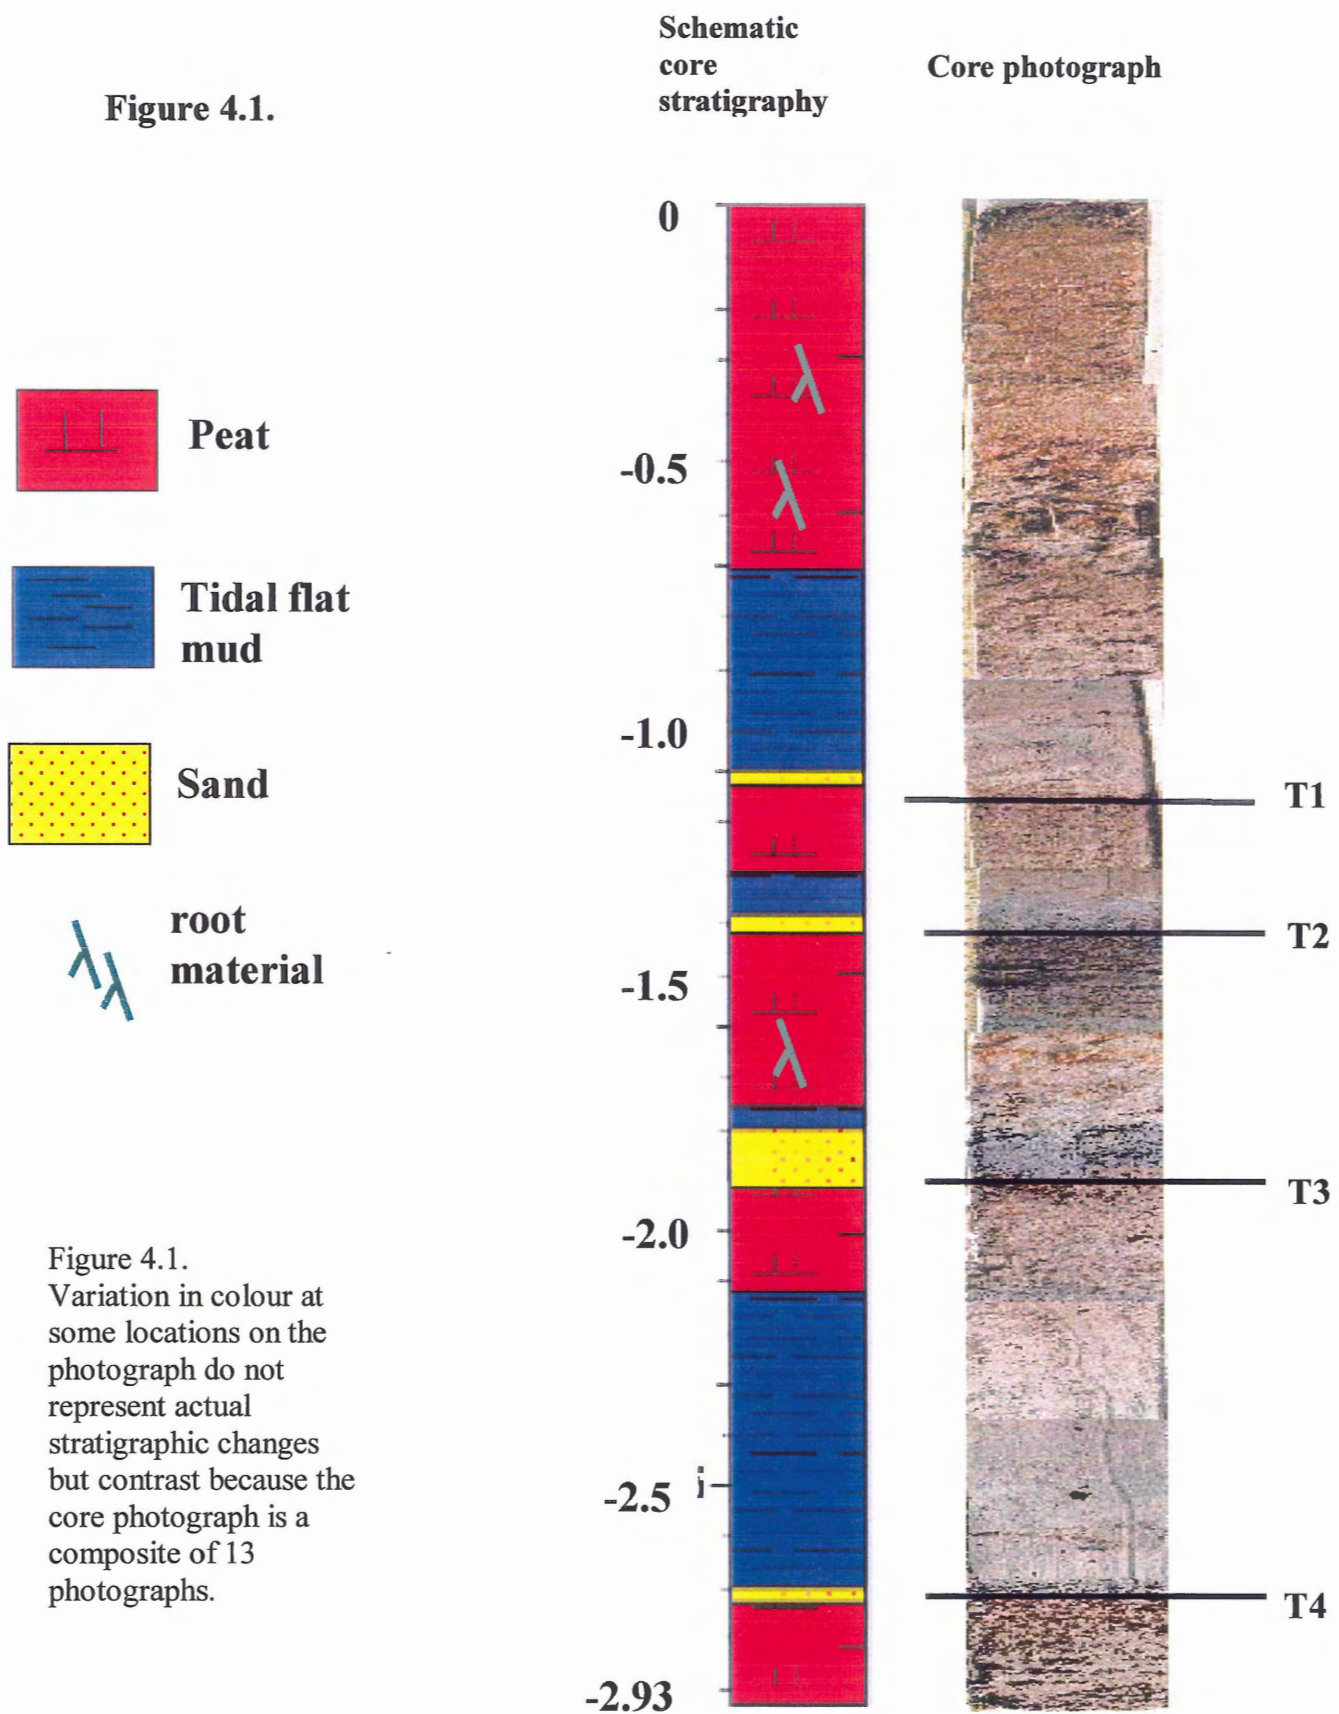 Figure 4.1.
Schematic
core
stratigraphy
Core photograph
0
-0.5
-1.0
-1.5
-2.0
-2.5
-2.93
Peat
Tidal flat
mud
Sand
root
material
T1
T2
T3
T4
Figure 4.1.
Variation in colour at
some locations on the
photograph do not
represent actual
stratigraphic changes
but contrast because the
core photograph is a
composite of 13
photographs.